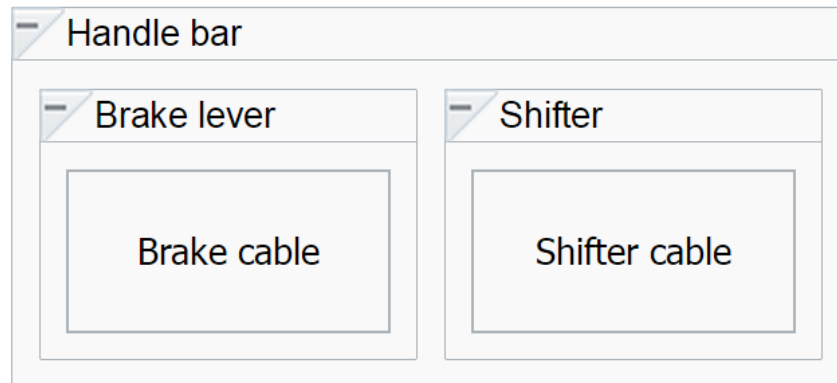 Handle bar
Brake lever
Shifter
Brake cable
Shifter cable